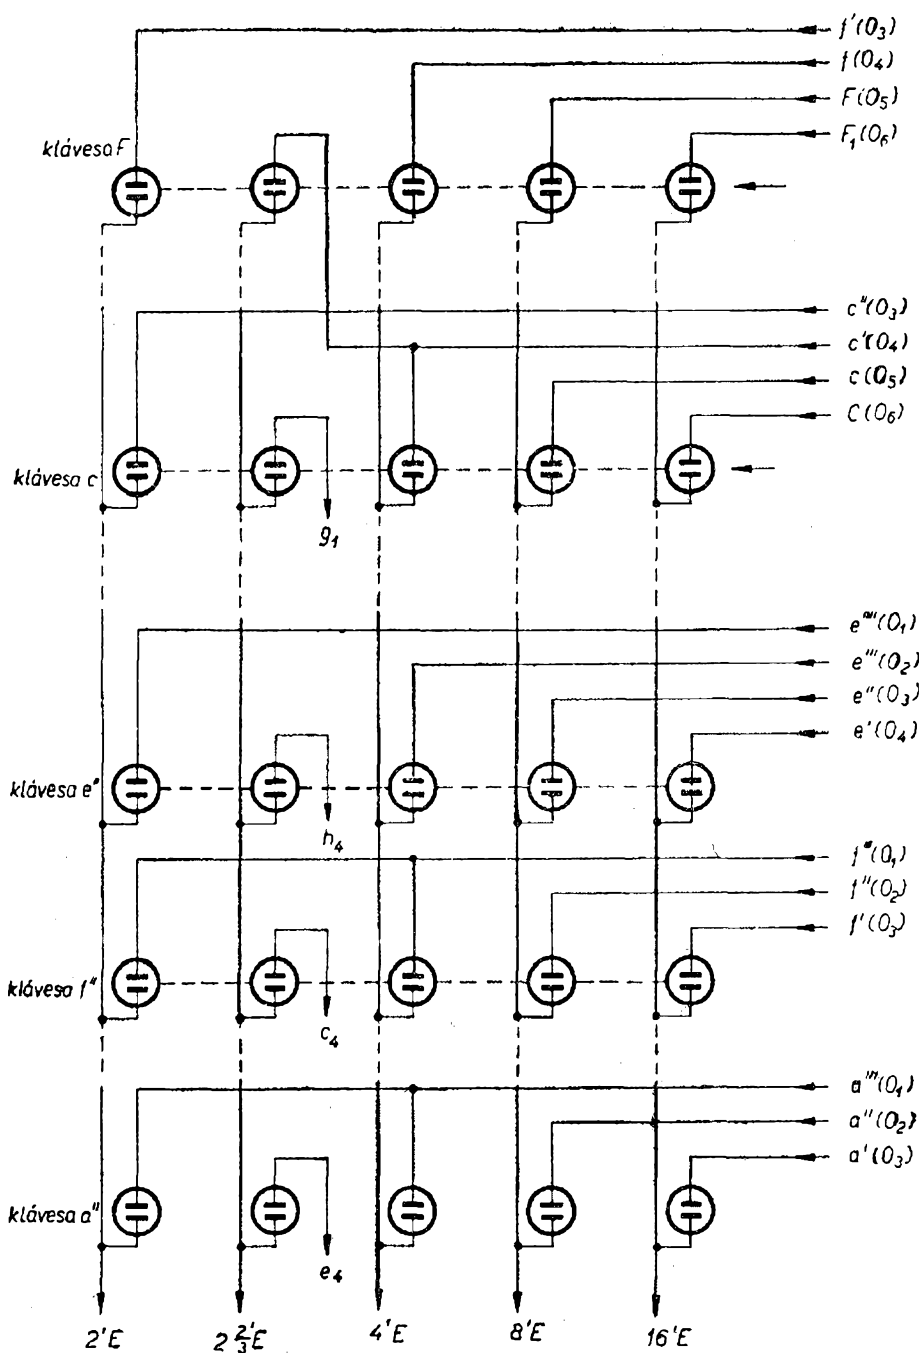 f'(O₃)
f(O₄)
F(O₅)
F₁(O₆)
klávesa F
c"(O₃)
c'(O₄)
c(O₅)
C(O₆)
klávesa c
g₁
e""(O₁)
e'''(O₂)
e"(O₃)
e'(O₄)
klávesa e"
h₄
f'''(O₁)
f"(O₂)
f'(O₃)
klávesa f"
c₄
a'''(O₁)
a"(O₂)
a'(O₃)
klávesa a"
e₄
2'E 2 2/3'E 4'E 8'E 16'E